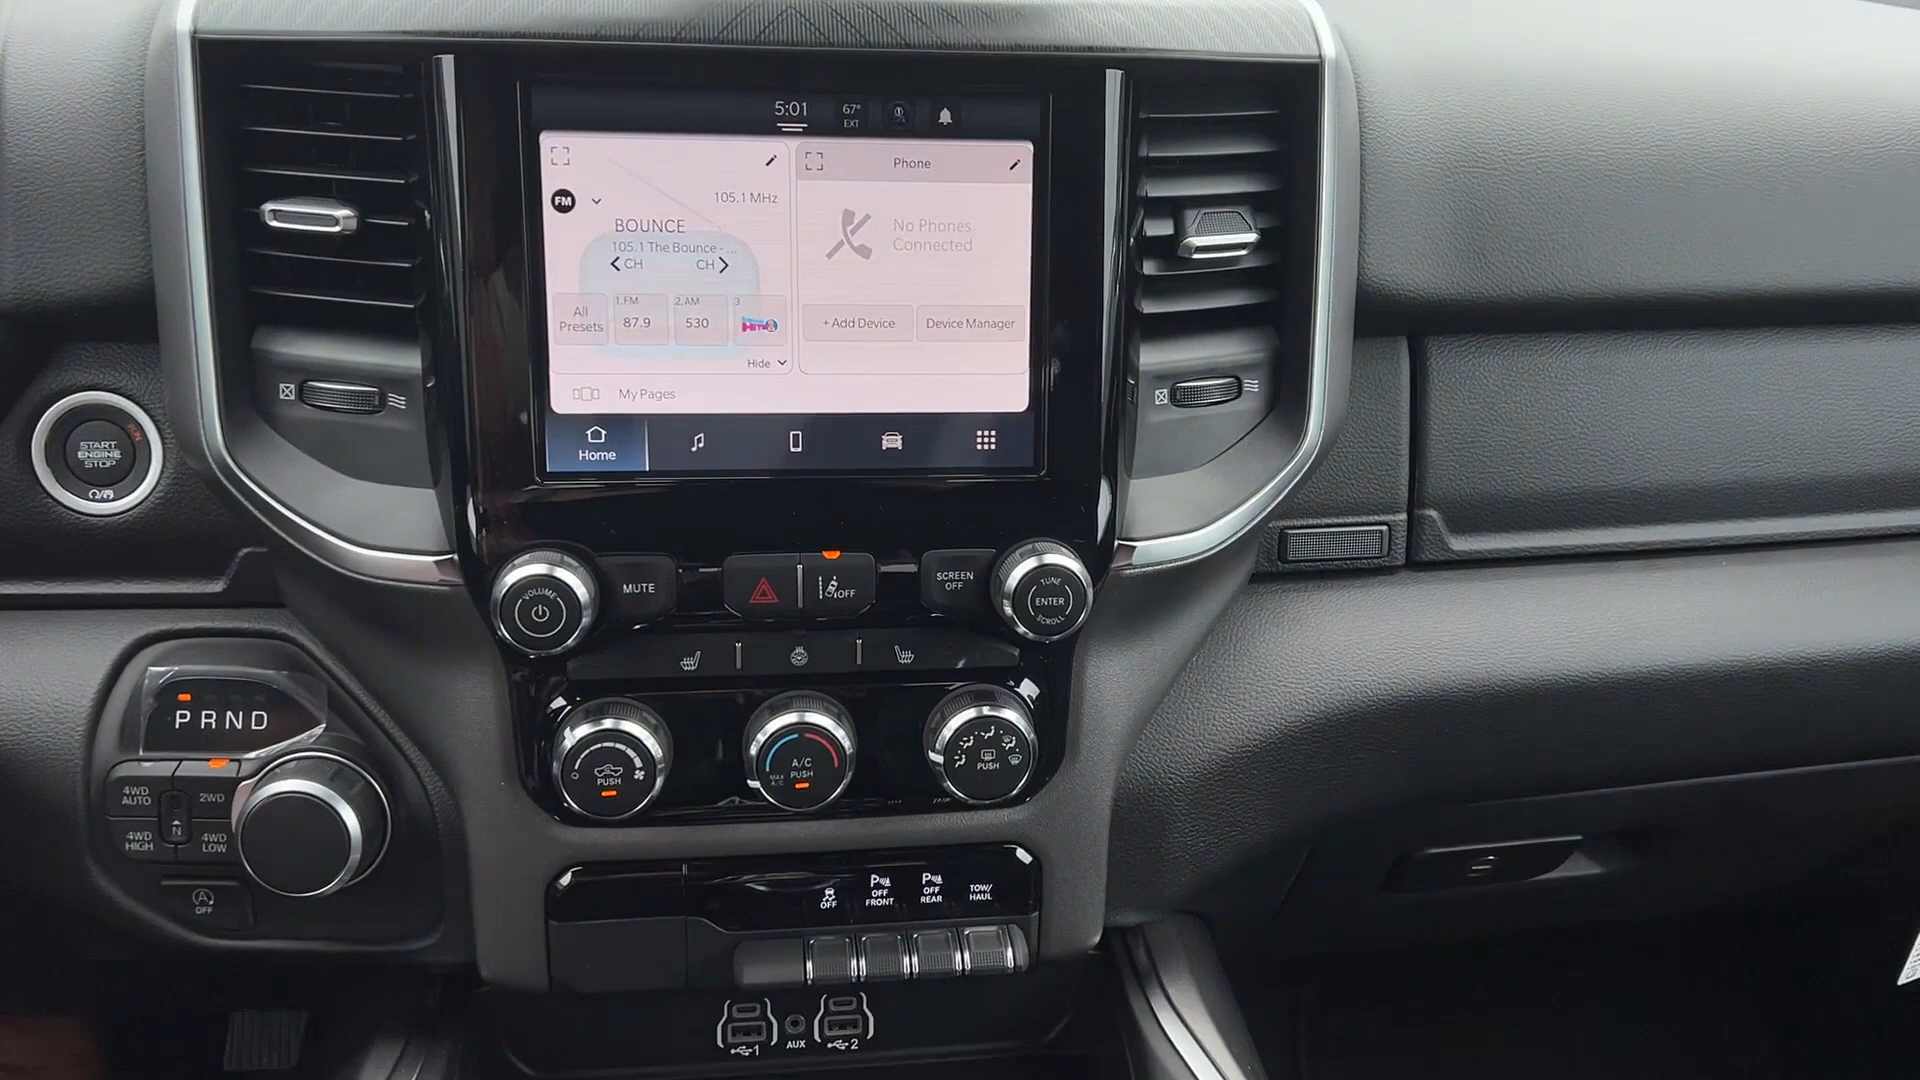 5:01
67°
EXT
105.1 MHz
FM
BOUNCE
105.1 The Bounce - ...
CH
CH
All
Presets
1.FM
87.9
2.AM
530
3
Hide
My Pages
Phone
No Phones
Connected
+ Add Device
Device Manager
Home
START
ENGINE
STOP
RUN
VOLUME
MUTE
OFF
SCREEN
OFF
TUNE
ENTER
SCROLL
PRND
4WD
AUTO
2WD
N
4WD
HIGH
4WD
LOW
A
OFF
PUSH
A/C
PUSH
MAX
A/C
PUSH
OFF
P
OFF
FRONT
P
OFF
REAR
TOW/
HAUL
1
AUX
2